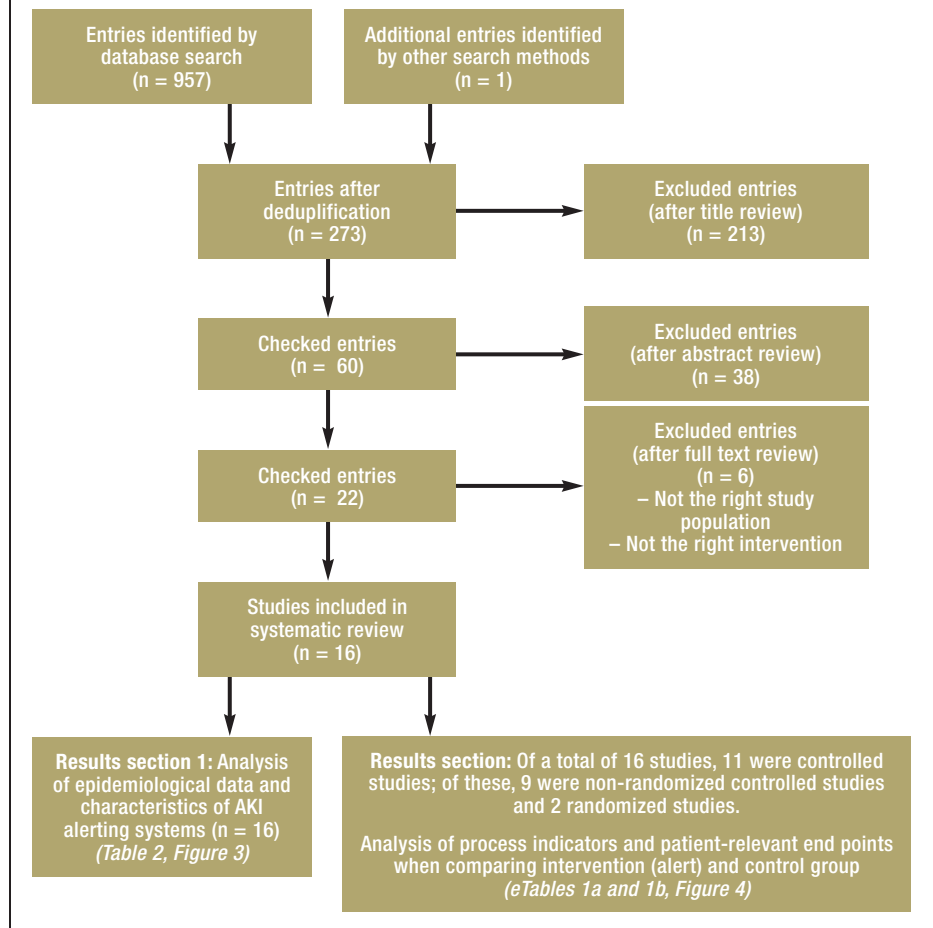 Entries identified by
database search
(n = 957)
Additional entries identified
by other search methods
(n = 1)
Entries after
deduplification
(n = 273)
Excluded entries
(after title review)
(n = 213)
Checked entries
(n = 60)
Excluded entries
(after abstract review)
(n = 38)
Checked entries
(n = 22)
Excluded entries
(after full text review)
(n = 6)
– Not the right study
population
– Not the right intervention
Studies included in
systematic review
(n = 16)
Results section 1: Analysis
of epidemiological data and
characteristics of AKI
alerting systems (n = 16)
(Table 2, Figure 3)
Results section: Of a total of 16 studies, 11 were controlled
studies; of these, 9 were non-randomized controlled studies
and 2 randomized studies.
Analysis of process indicators and patient-relevant end points
when comparing intervention (alert) and control group
(eTables 1a and 1b, Figure 4)